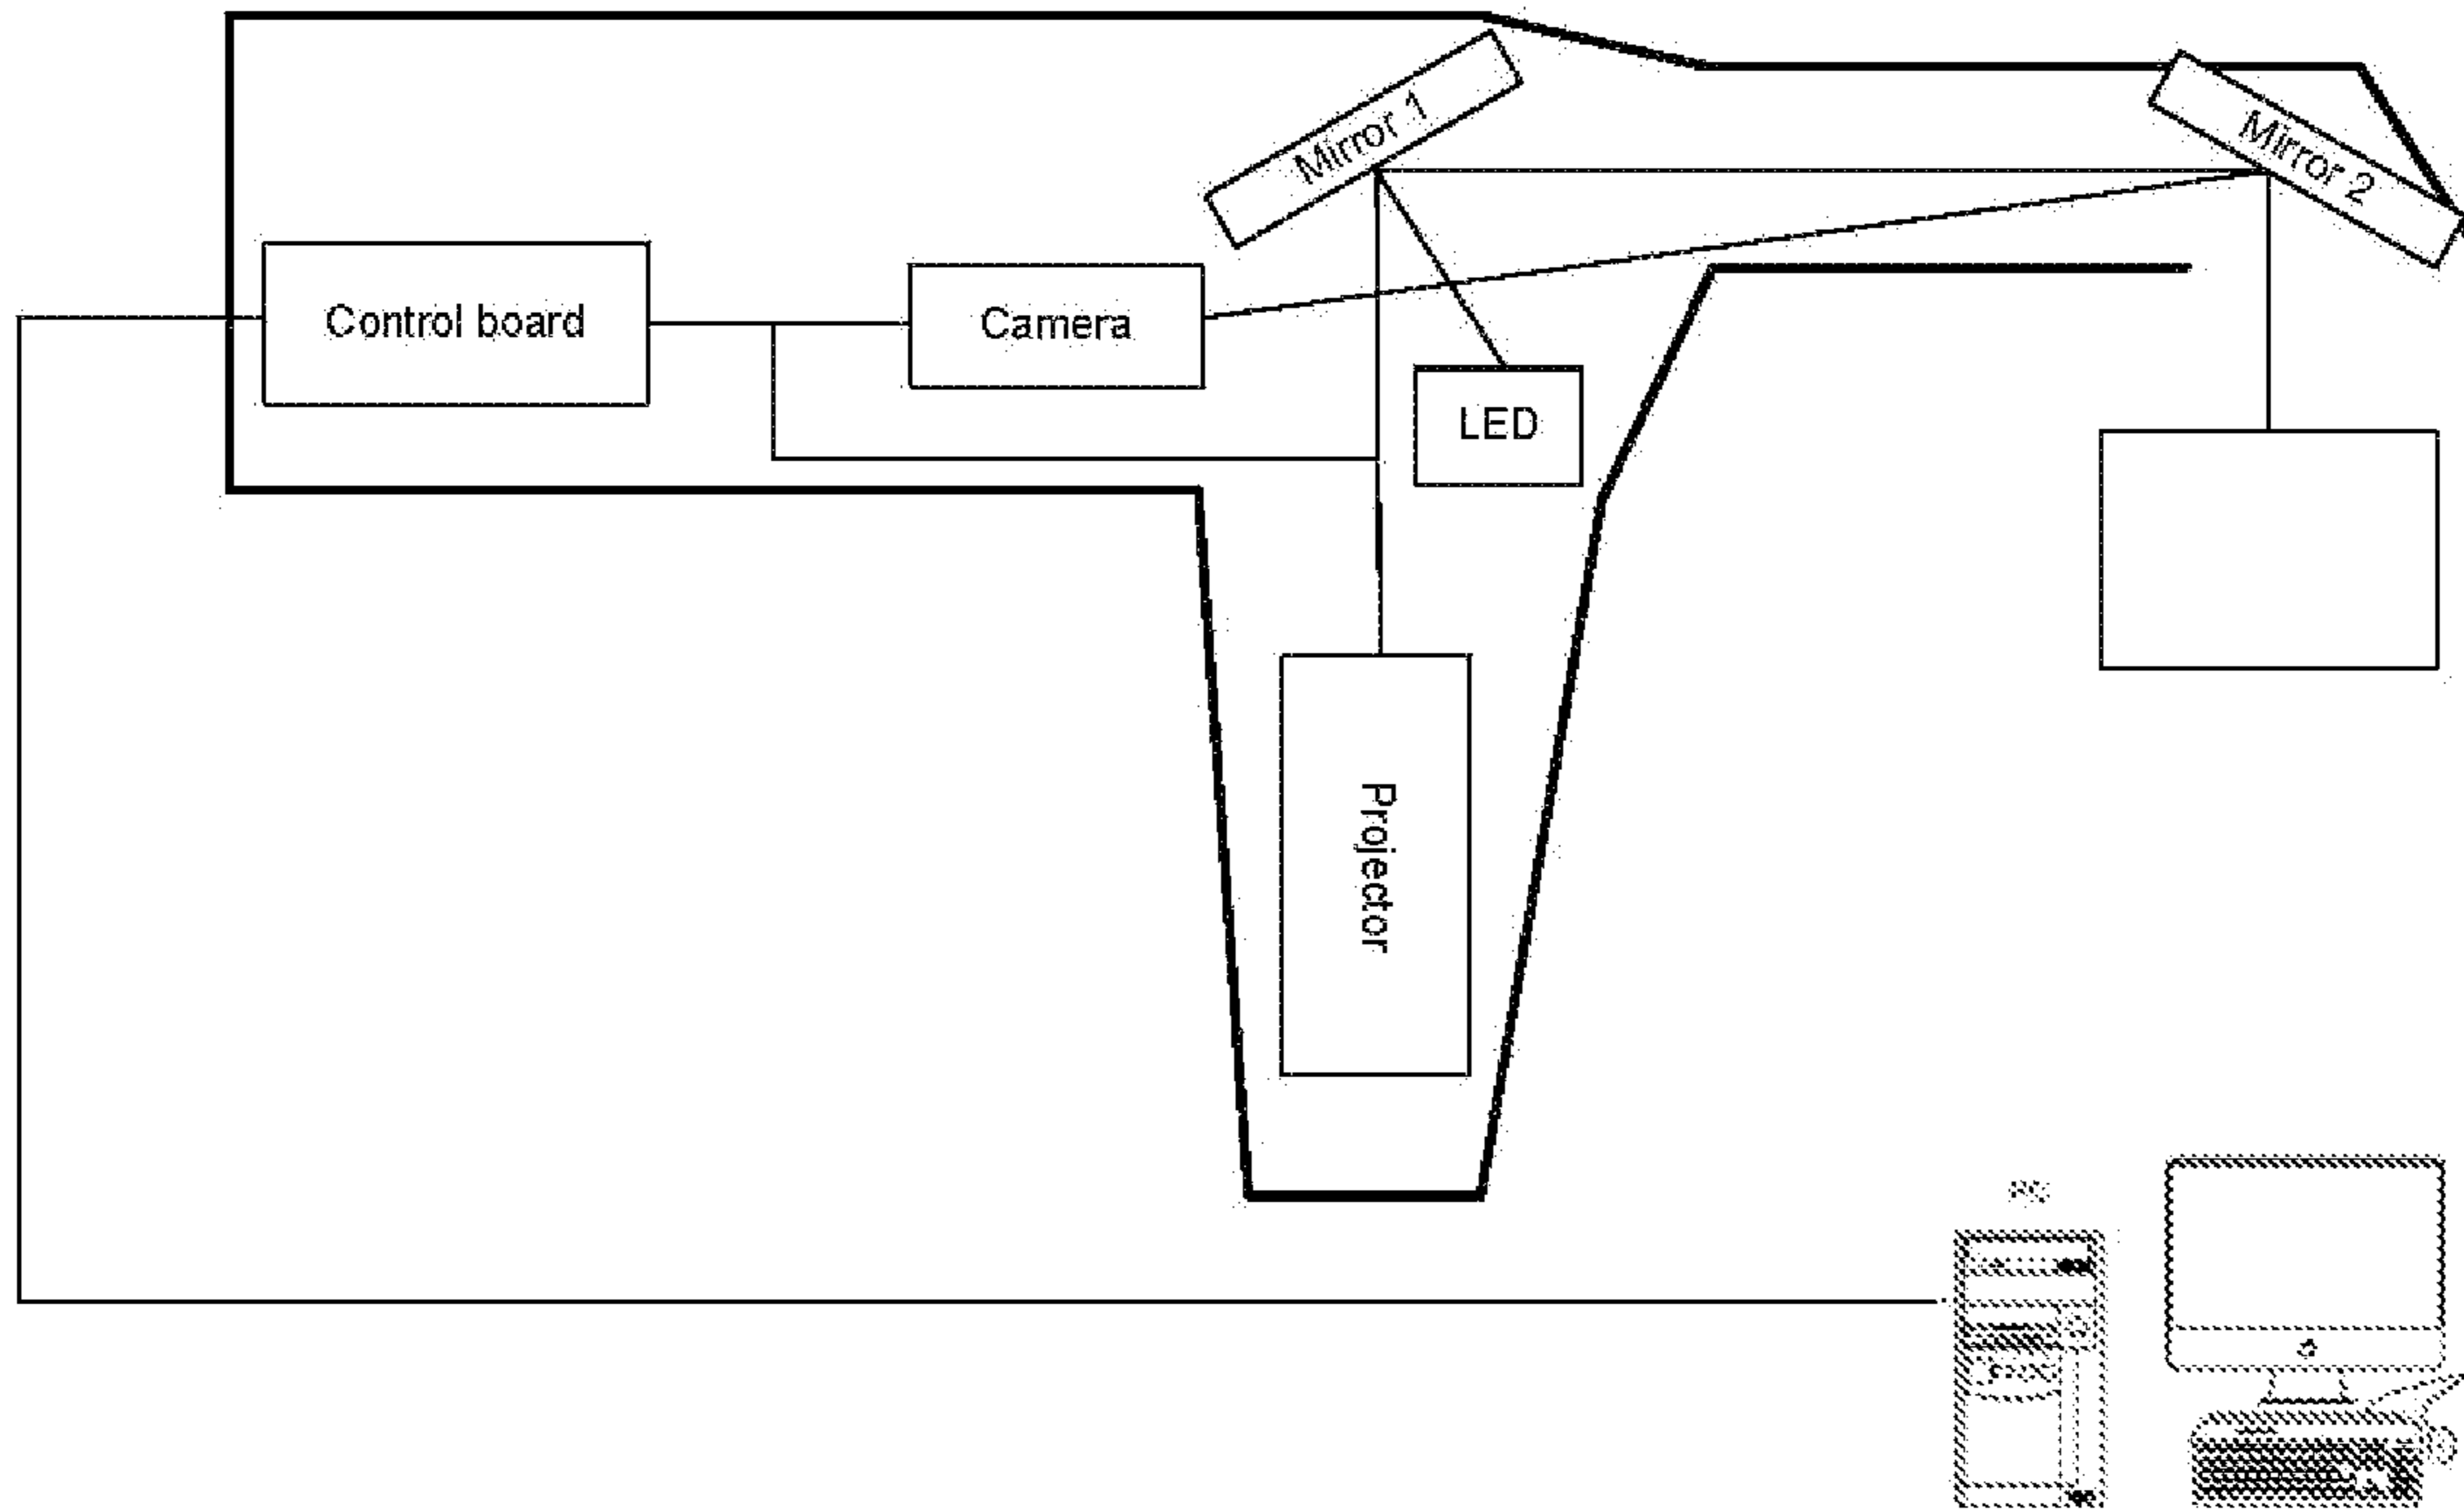 Mirror 1
Mirror 2
Control board
Camera
LED
Projector